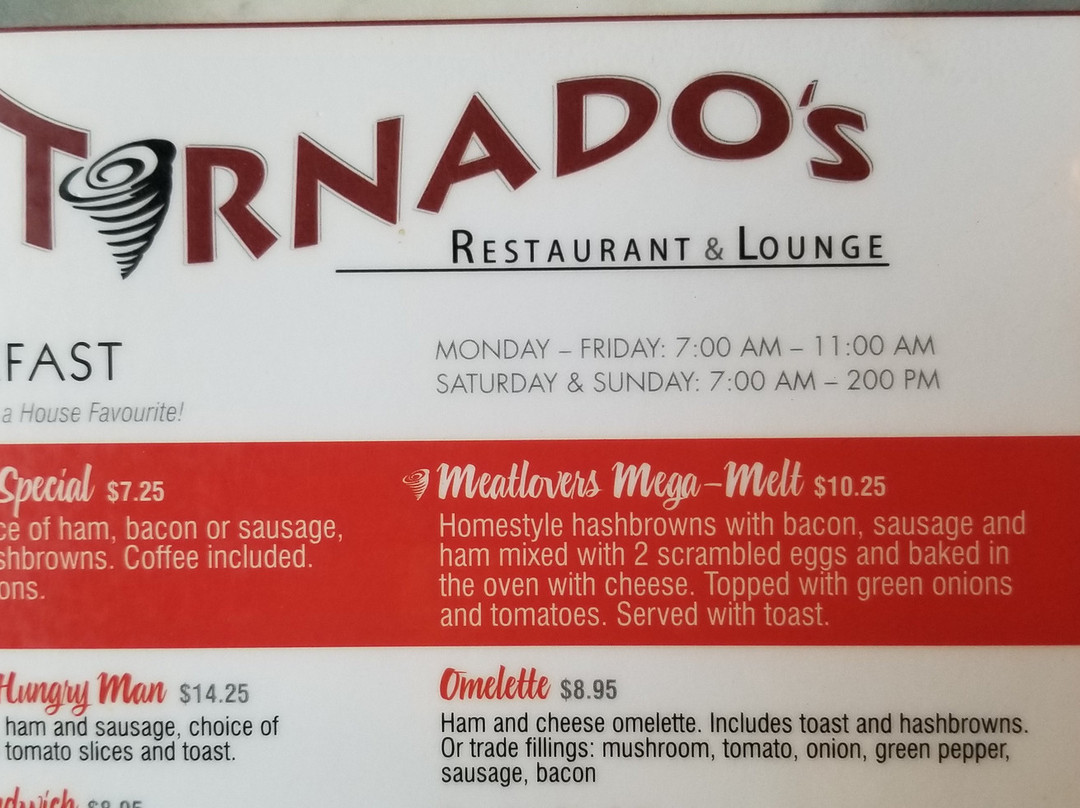 TORNADO's
RESTAURANT & LOUNGE
FAST
a House Favourite!
MONDAY – FRIDAY: 7:00 AM – 11:00 AM
SATURDAY & SUNDAY: 7:00 AM – 200 PM
Special $7.25
ce of ham, bacon or sausage,
shbrowns. Coffee included.
ons.
Meatlovers Mega-Melt $10.25
Homestyle hashbrowns with bacon, sausage and
ham mixed with 2 scrambled eggs and baked in
the oven with cheese. Topped with green onions
and tomatoes. Served with toast.
Hungry Man $14.25
ham and sausage, choice of
tomato slices and toast.
Omelette $8.95
Ham and cheese omelette. Includes toast and hashbrowns.
Or trade fillings: mushroom, tomato, onion, green pepper,
sausage, bacon